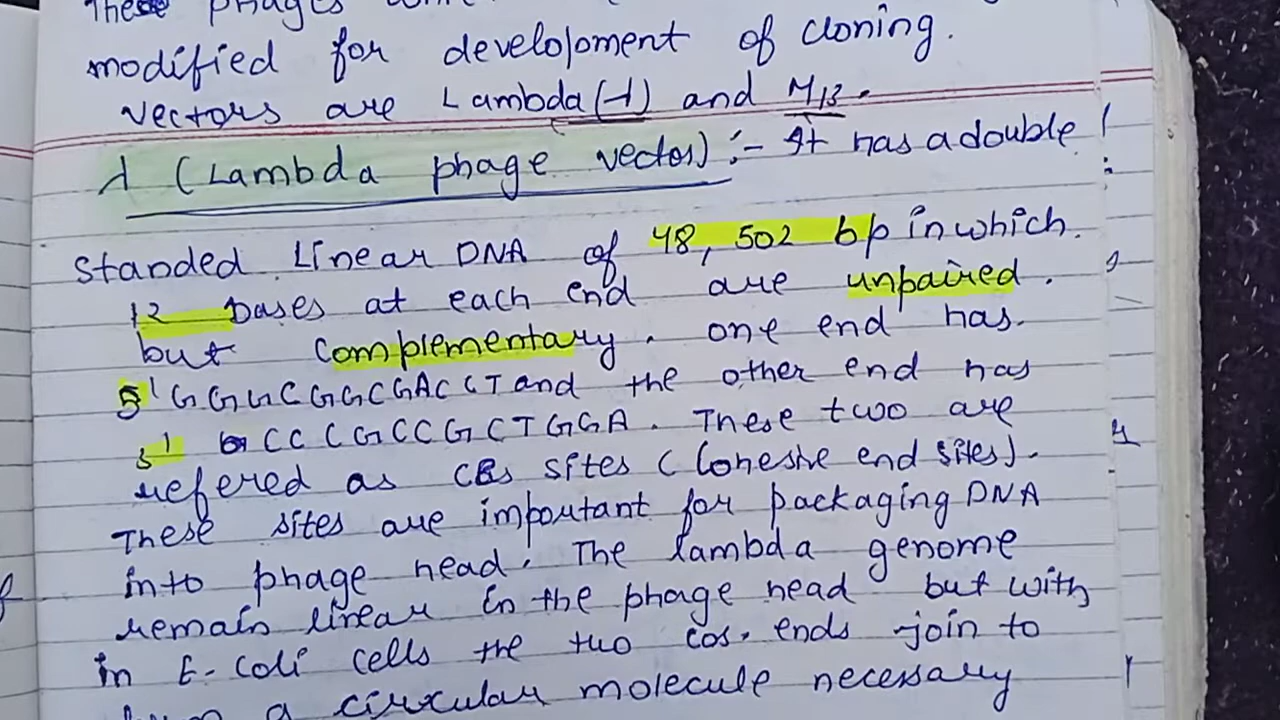 These phages
modified for development of cloning.
vectors are Lambda (λ) and M13.
λ (Lambda phage vector) :- It has a double
standed Linear DNA of 48, 502 bp in which.
12 bases at each end are unpaired.
but complementary. one end has.
5' GGGCGGCGACCT and the other end has
3' CCCGCCGCTGGA. These two are
refered as COS sites (Cohesive end sites).
These sites are important for packaging DNA
into phage head. The lambda genome
remain linear in the phage head but with
in E-coli cells the two cos. ends join to
a circular molecule necessary